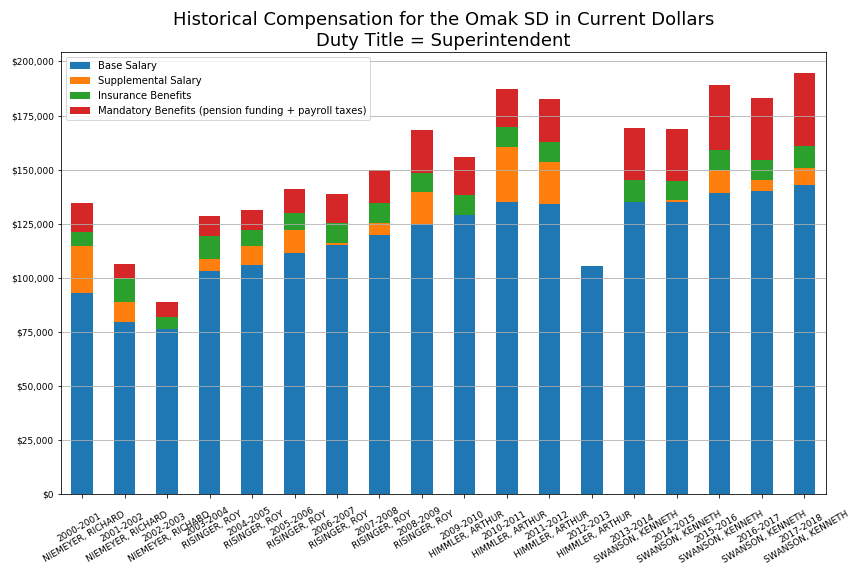 Historical Compensation for the Omak SD in Current Dollars
Duty Title = Superintendent
Base Salary
Supplemental Salary
Insurance Benefits
Mandatory Benefits (pension funding + payroll taxes)
$200,000
$175,000
$150,000
$125,000
$100,000
$75,000
$50,000
$25,000
$0
2000-2001
NIEMEYER, RICHARD
2001-2002
NIEMEYER, RICHARD
2002-2003
NIEMEYER, RICHARD
2003-2004
RISINGER, ROY
2004-2005
RISINGER, ROY
2005-2006
RISINGER, ROY
2006-2007
RISINGER, ROY
2007-2008
RISINGER, ROY
2008-2009
RISINGER, ROY
2009-2010
HIMMLER, ARTHUR
2010-2011
HIMMLER, ARTHUR
2011-2012
HIMMLER, ARTHUR
2012-2013
HIMMLER, ARTHUR
2013-2014
SWANSON, KENNETH
2014-2015
SWANSON, KENNETH
2015-2016
SWANSON, KENNETH
2016-2017
SWANSON, KENNETH
2017-2018
SWANSON, KENNETH